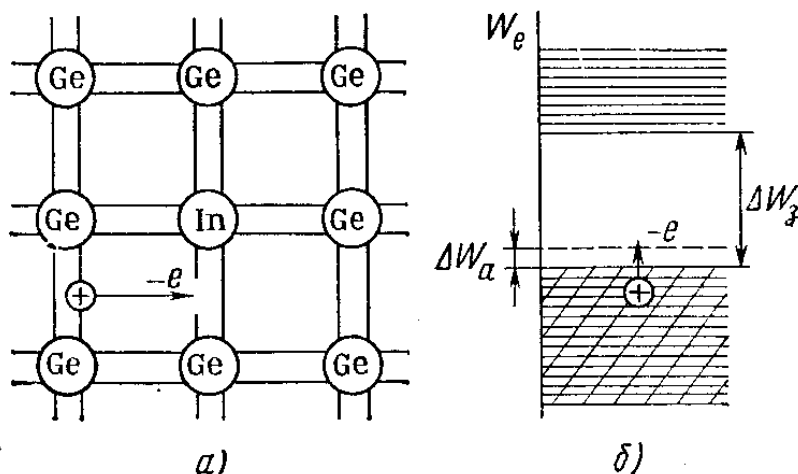 Ge Ge Ge
Ge In Ge
+ -e
Ge Ge Ge
а)
W_e
ΔW_з
-e
ΔW_a
+
б)